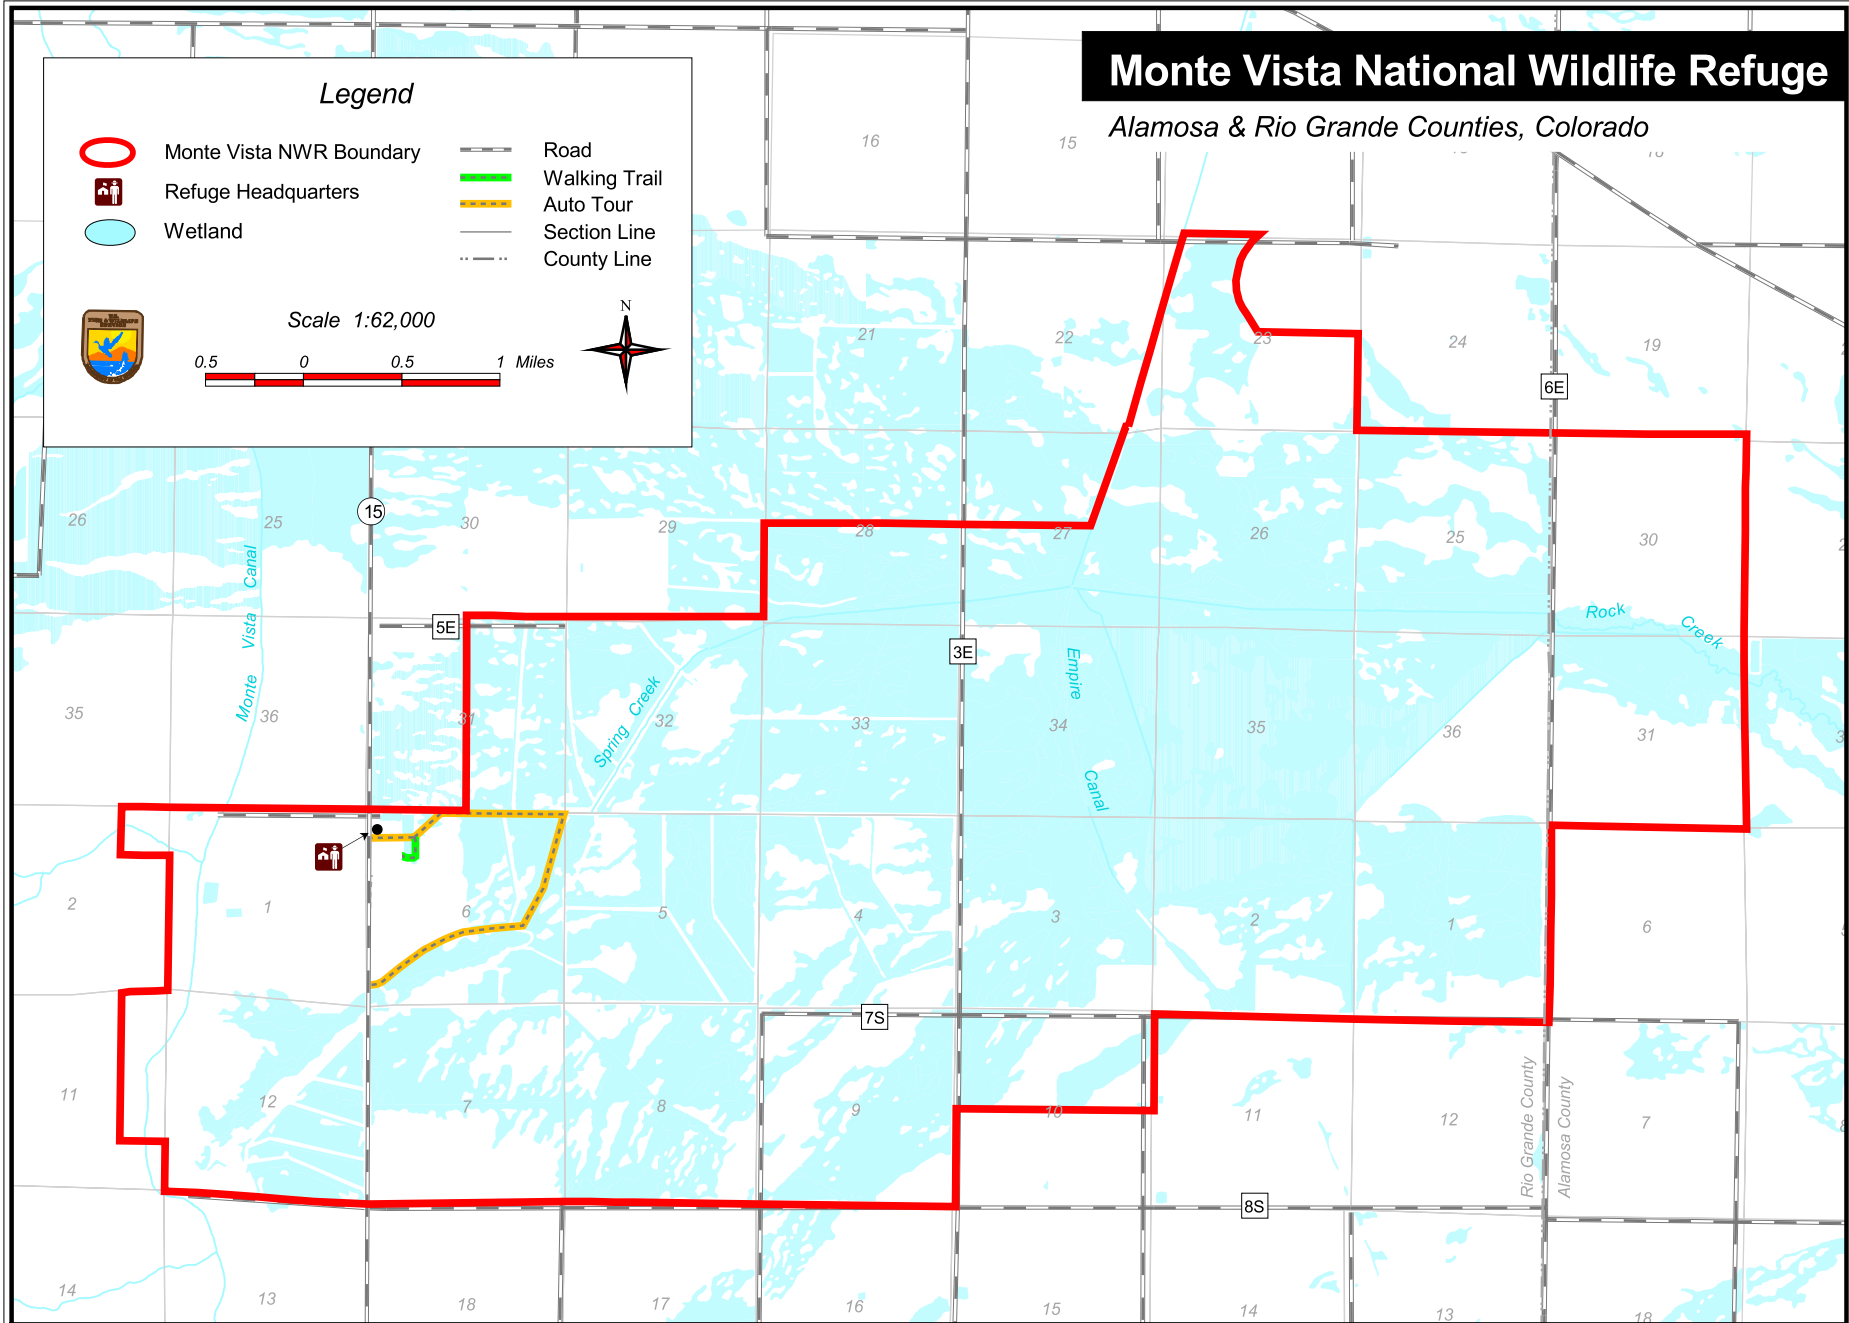 Monte Vista National Wildlife Refuge
Alamosa & Rio Grande Counties, Colorado
Legend
Monte Vista NWR Boundary
Refuge Headquarters
Wetland
Road
Walking Trail
Auto Tour
Section Line
County Line
Scale 1:62,000
0.5 0 0.5 1 Miles
N
16
15
21
22
23
24
19
6E
26
25
15
30
29
28
27
26
25
30
Monte Vista Canal
5E
3E
Rock Creek
35
36
31
Spring Creek
32
33
Empire Canal
34
35
36
31
2
1
6
5
4
3
2
1
6
7S
11
12
7
8
9
10
11
12
7
Rio Grande County
Alamosa County
8S
14
13
18
17
16
15
14
13
18